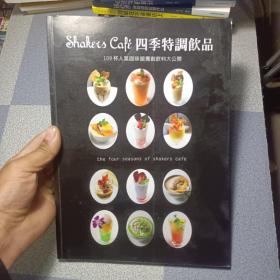 Shakers Café 四季特調飲品
109杯人氣咖啡館獨創飲料大公開
the four seasons of shakers cafe